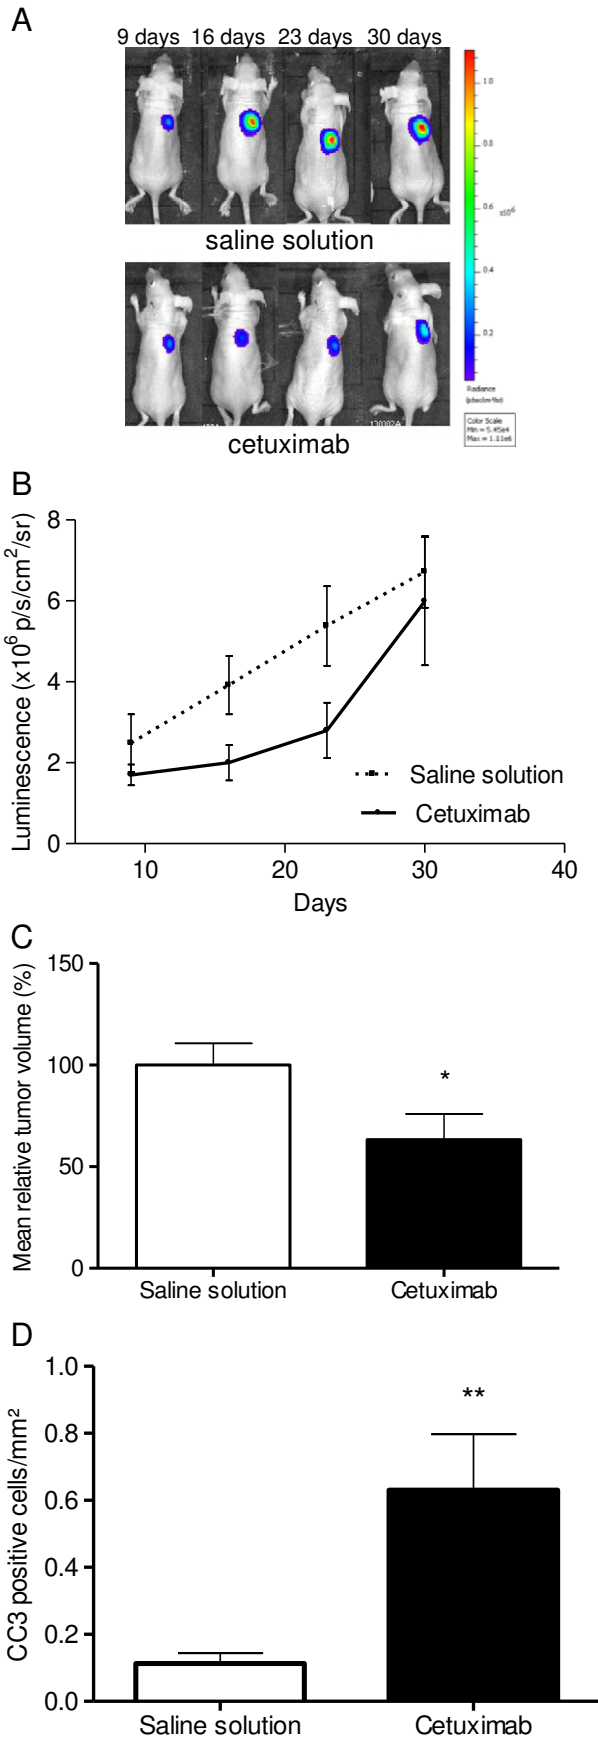 A
9 days 16 days 23 days 30 days
1.0
0.8
0.6
x10⁶
0.4
0.2
Radiance
Color Scale
Min = 5.45e4
Max = 1.11e6
saline solution
130302A
cetuximab
B
Luminescence (x10⁶ p/s/cm²/sr)
8
6
4
2
0
10 20 30 40
Days
Saline solution
Cetuximab
C
Mean relative tumor volume (%)
150
100
50
0
*
Saline solution Cetuximab
D
CC3 positive cells/mm²
1.0
0.8
0.6
0.4
0.2
0.0
**
Saline solution Cetuximab